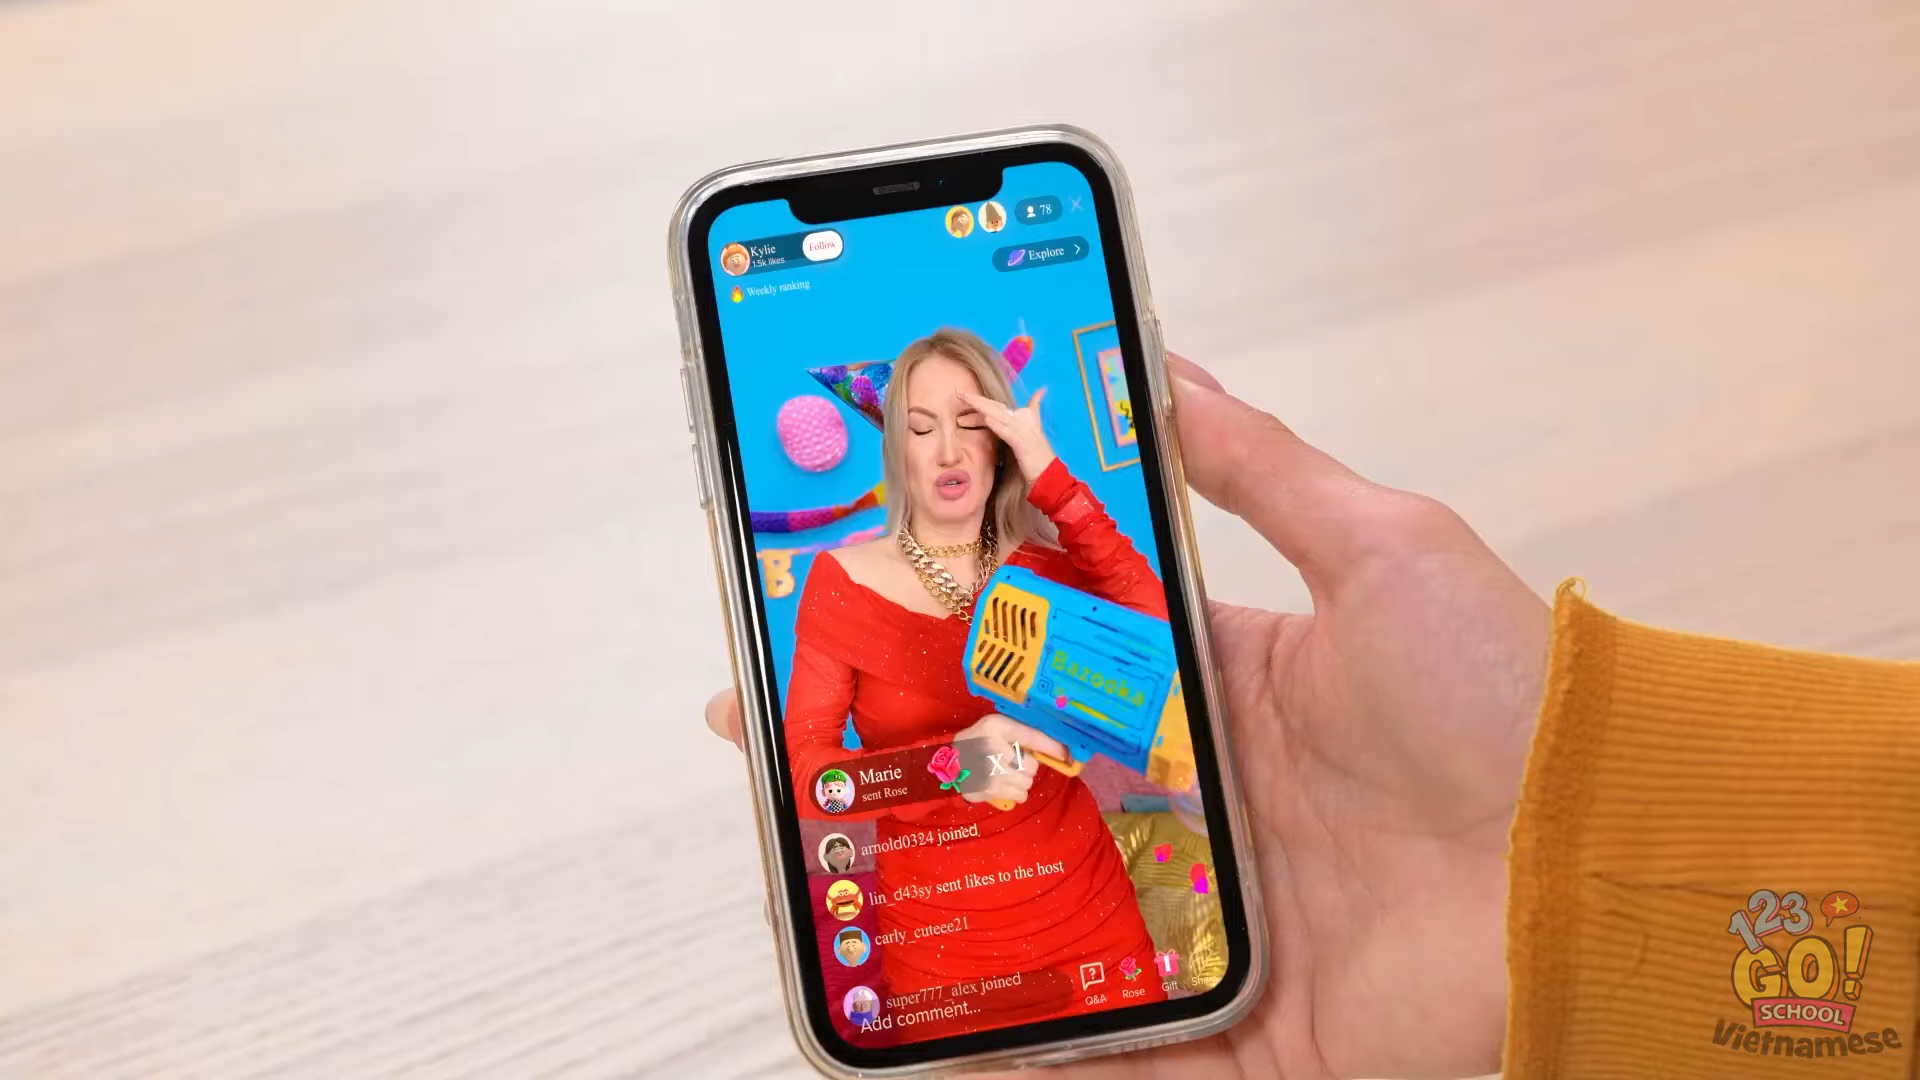 78
Kylie
Follow
1.5k likes
Explore
Weekly ranking
B
Bazooka
Marie
x1
sent Rose
arnold0324 joined
lin_d43sy sent likes to the host
carly_cuteee21
super777_alex joined
Add comment...
Q&A
Rose
Gift
123
GO!
SCHOOL
Vietnamese